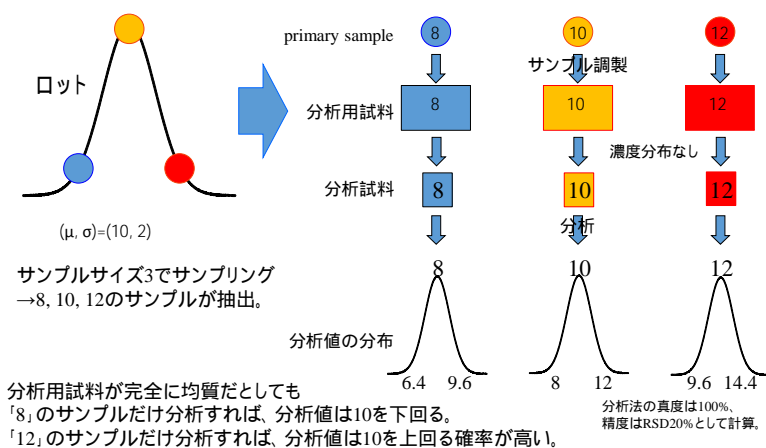 ロット
(μ, σ)=(10, 2)
サンプルサイズ3でサンプリング
→8, 10, 12のサンプルが抽出。
primary sample
8
10
12
サンプル調製
分析用試料
8
10
12
濃度分布なし
分析試料
8
10
12
分析
8
10
12
分析値の分布
6.4
9.6
8
12
9.6
14.4
分析法の真度は100%、
精度はRSD20%として計算。
分析用試料が完全に均質だとしても
「8」のサンプルだけ分析すれば、分析値は10を下回る。
「12」のサンプルだけ分析すれば、分析値は10を上回る確率が高い。